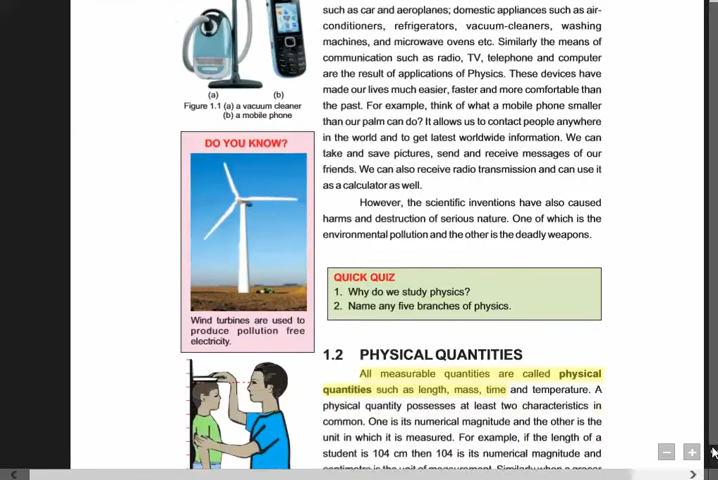 such as car and aeroplanes; domestic appliances such as air-
conditioners, refrigerators, vacuum-cleaners, washing
machines, and microwave ovens etc. Similarly the means of
communication such as radio, TV, telephone and computer
are the result of applications of Physics. These devices have
made our lives much easier, faster and more comfortable than
the past. For example, think of what a mobile phone smaller
than our palm can do? It allows us to contact people anywhere
in the world and to get latest worldwide information. We can
take and save pictures, send and receive messages of our
friends. We can also receive radio transmission and can use it
as a calculator as well.
However, the scientific inventions have also caused
harms and destruction of serious nature. One of which is the
environmental pollution and the other is the deadly weapons.
(a) (b)
Figure 1.1 (a) a vacuum cleaner
(b) a mobile phone
DO YOU KNOW?
Wind turbines are used to
produce pollution free
electricity.
QUICK QUIZ
1. Why do we study physics?
2. Name any five branches of physics.
1.2 PHYSICAL QUANTITIES
All measurable quantities are called physical
quantities such as length, mass, time and temperature. A
physical quantity possesses at least two characteristics in
common. One is its numerical magnitude and the other is the
unit in which it is measured. For example, if the length of a
student is 104 cm then 104 is its numerical magnitude and
centimetre is the unit of measurement. Similarly when a grocer